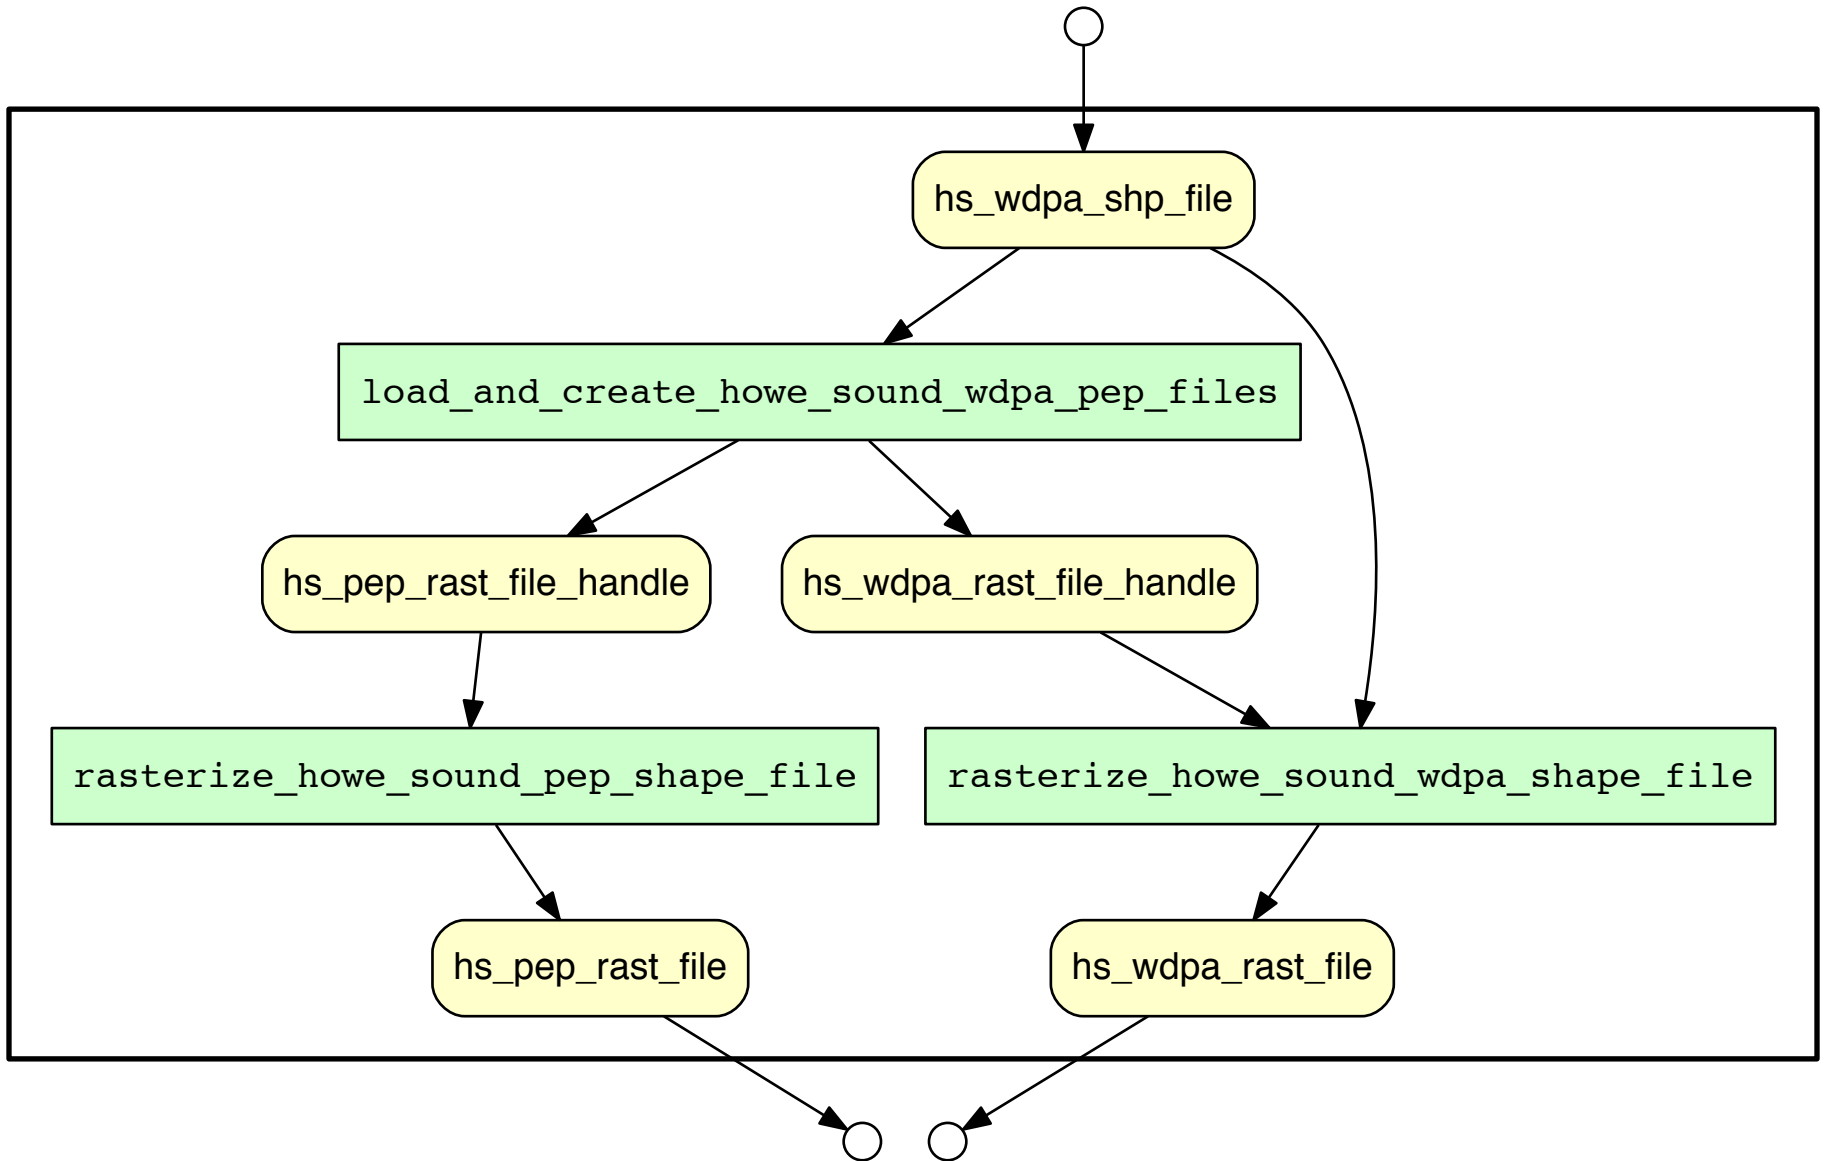 hs_wdpa_shp_file
load_and_create_howe_sound_wdpa_pep_files
hs_pep_rast_file_handle
hs_wdpa_rast_file_handle
rasterize_howe_sound_pep_shape_file
rasterize_howe_sound_wdpa_shape_file
hs_pep_rast_file
hs_wdpa_rast_file